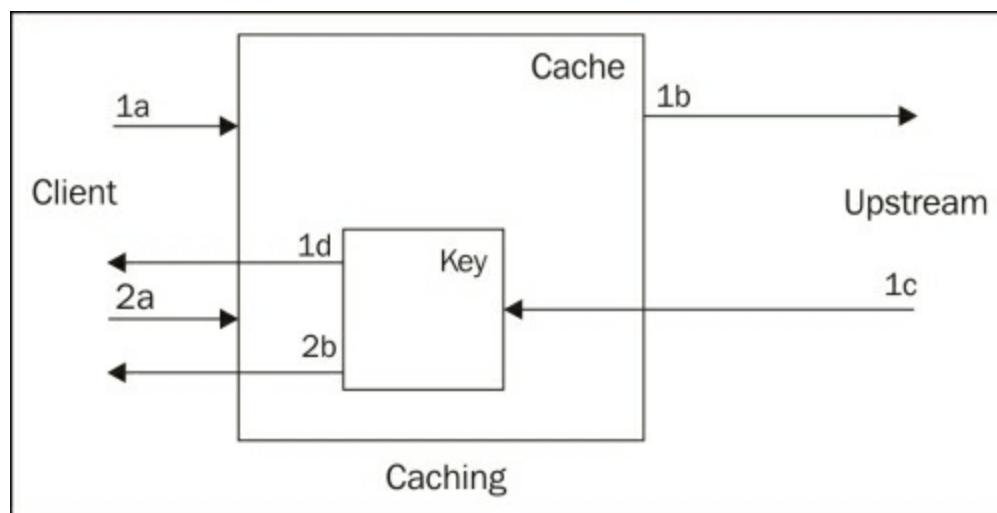 Cache
1a
1b
Client
Upstream
1d
Key
2a
1c
2b
Caching